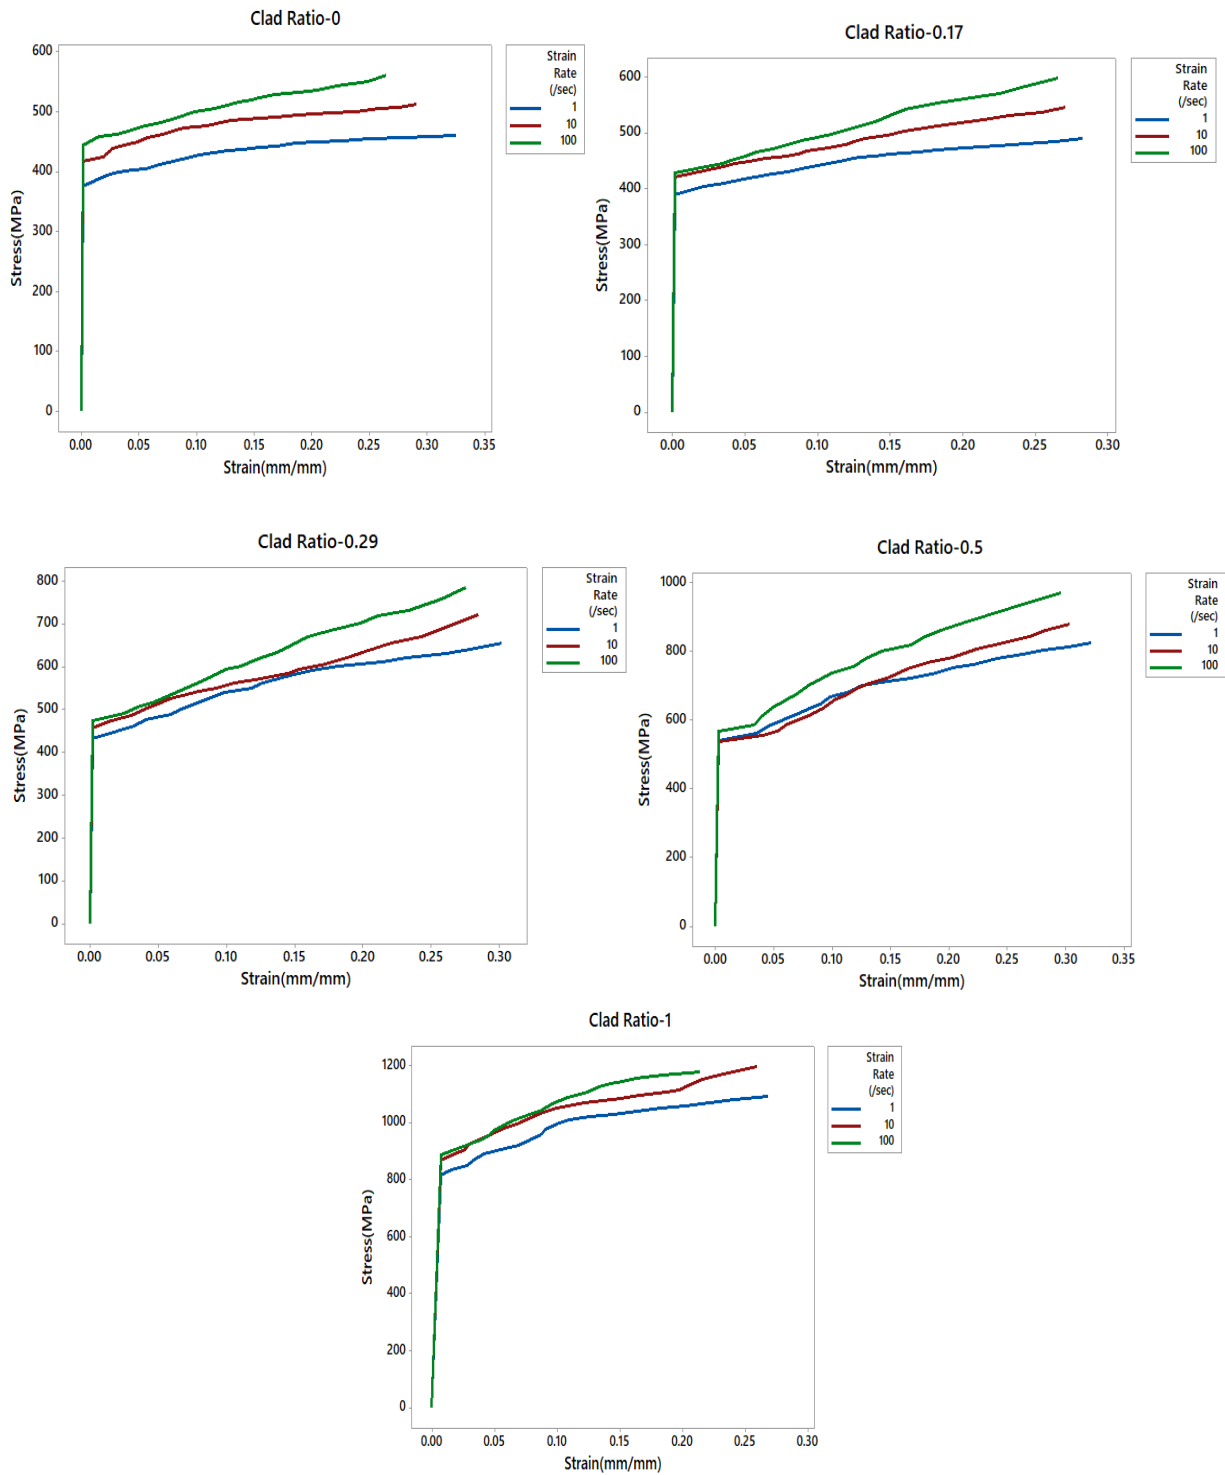 Clad Ratio-0
Stress(MPa)
600
500
400
300
200
100
0
0.00 0.05 0.10 0.15 0.20 0.25 0.30 0.35
Strain(mm/mm)
Strain
Rate
(/sec)
1
10
100
Clad Ratio-0.17
Stress(MPa)
600
500
400
300
200
100
0
0.00 0.05 0.10 0.15 0.20 0.25 0.30
Strain(mm/mm)
Strain
Rate
(/sec)
1
10
100
Clad Ratio-0.29
Stress(MPa)
800
700
600
500
400
300
200
100
0
0.00 0.05 0.10 0.15 0.20 0.25 0.30
Strain(mm/mm)
Strain
Rate
(/sec)
1
10
100
Clad Ratio-0.5
Stress(MPa)
1000
800
600
400
200
0
0.00 0.05 0.10 0.15 0.20 0.25 0.30 0.35
Strain(mm/mm)
Strain
Rate
(/sec)
1
10
100
Clad Ratio-1
Stress(MPa)
1200
1000
800
600
400
200
0
0.00 0.05 0.10 0.15 0.20 0.25 0.30
Strain(mm/mm)
Strain
Rate
(/sec)
1
10
100